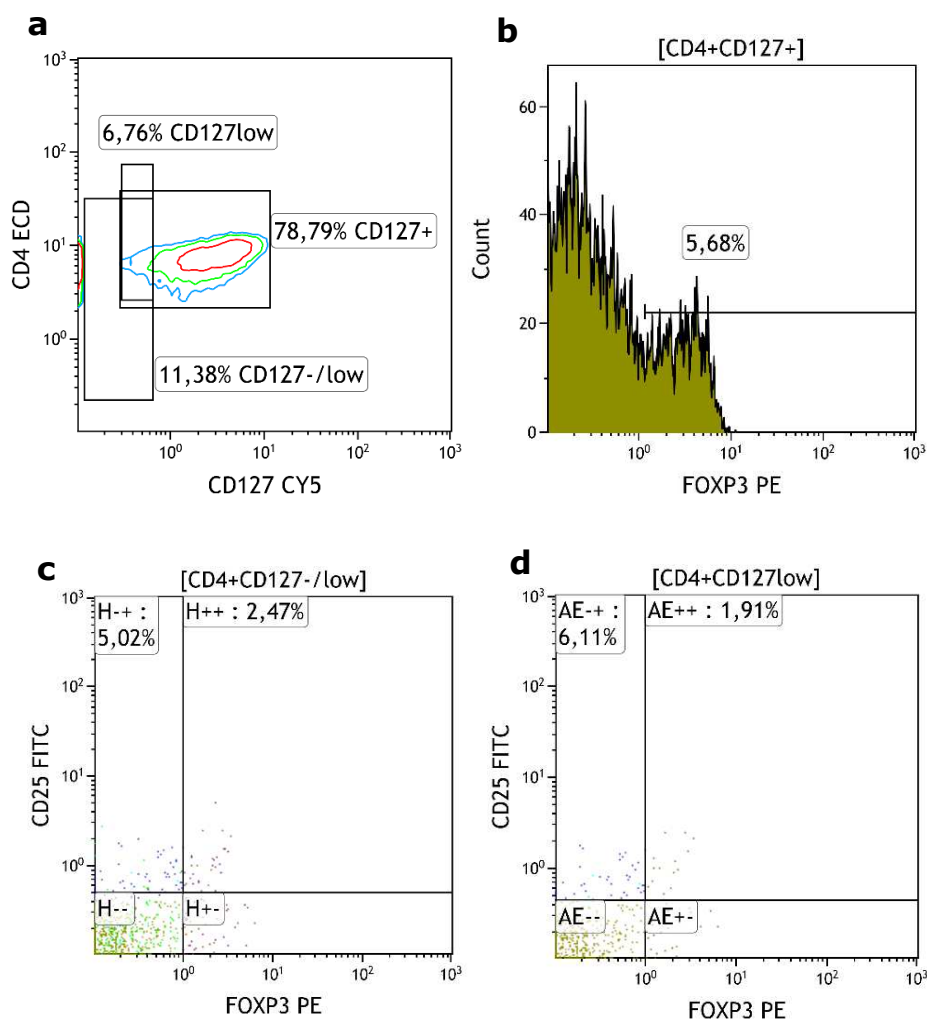 a
10³
10²
10¹
10⁰
CD4 ECD
6,76% CD127low
78,79% CD127+
11,38% CD127-/low
10⁰ 10¹ 10² 10³
CD127 CY5
b
[CD4+CD127+]
60
40
20
0
Count
5,68%
10⁰ 10¹ 10² 10³
FOXP3 PE
c
[CD4+CD127-/low]
10³
10²
10¹
10⁰
CD25 FITC
H-+ :
5,02%
H++ : 2,47%
H--
H+-
10⁰ 10¹ 10² 10³
FOXP3 PE
d
[CD4+CD127low]
10³
10²
10¹
10⁰
CD25 FITC
AE-+ :
6,11%
AE++ : 1,91%
AE--
AE+-
10⁰ 10¹ 10² 10³
FOXP3 PE